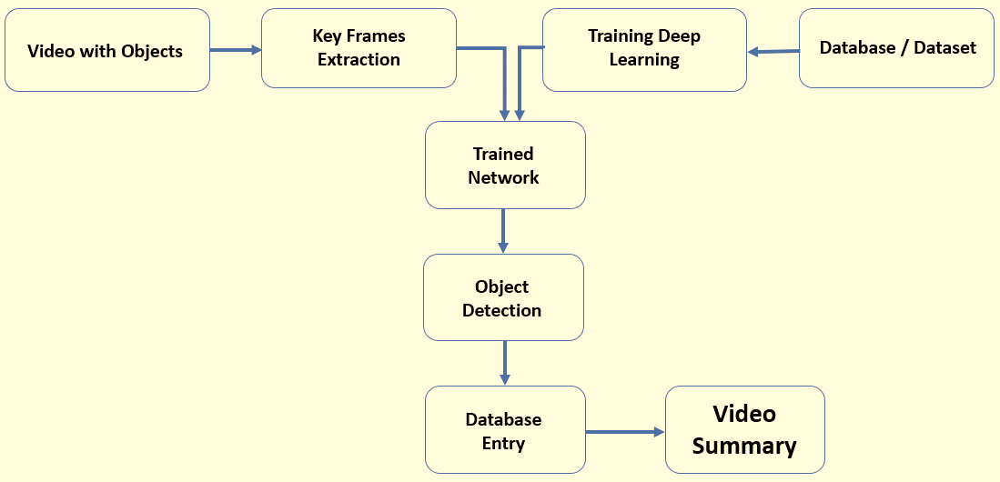 Video with Objects
Key Frames
Extraction
Training Deep
Learning
Database / Dataset
Trained
Network
Object
Detection
Database
Entry
Video
Summary